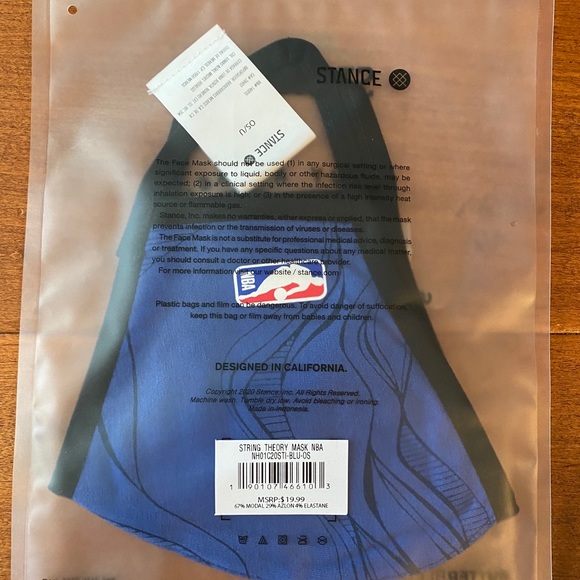 STANCE
STANCE
O/S/U
The Face Mask should not be used (1) in any surgical setting or where
significant exposure to liquid, bodily or other hazardous fluids, may be
expected; (2) in a clinical setting where the infection risk level through
inhalation exposure is high; or (3) in the presence of a high intensity heat
source or flammable gas.
Stance, Inc. makes no warranties, either express or implied, that the mask
prevents infection or the transmission of viruses or diseases.
The Face Mask is not a substitute for professional medical advice, diagnosis
or treatment. If you have any specific questions about any medical matter,
you should consult a doctor or other healthcare provider.
For more information visit our website / stance.com
NBA
Plastic bags and film can be dangerous. To avoid danger of suffocation,
keep this bag or film away from babies and children.
DESIGNED IN CALIFORNIA.
Copyright 2020 Stance, Inc. All Rights Reserved.
Machine wash. Tumble dry low. Avoid bleaching or ironing.
Made in Indonesia.
STRING THEORY MASK NBA
NH01C20STI-BLU-OS
1 90107 46610 3
MSRP:$19.99
67% MODAL 29% AZLON 4% ELASTANE